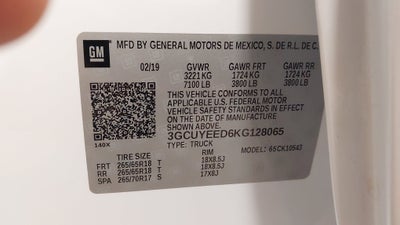 GM MFD BY GENERAL MOTORS DE MEXICO, S. DE R.L. DE C.
02/19 GVWR GAWR FRT GAWR RR
3221 KG 1724 KG 1724 KG
7100 LB 3800 LB 3800 LB
THIS VEHICLE CONFORMS TO ALL
APPLICABLE U.S. FEDERAL MOTOR
VEHICLE SAFETY STANDARDS IN EFFECT
ON THE DATE OF MANUFACTURE
SHOWN ABOVE.
3GCUYEED6KG128065
140X TYPE: TRUCK MODEL: 65CK10543
TIRE SIZE RIM
FRT 265/65R18 T 18X8.5J
RR 265/65R18 T 18X8.5J
SPA 265/70R17 S 17X8J